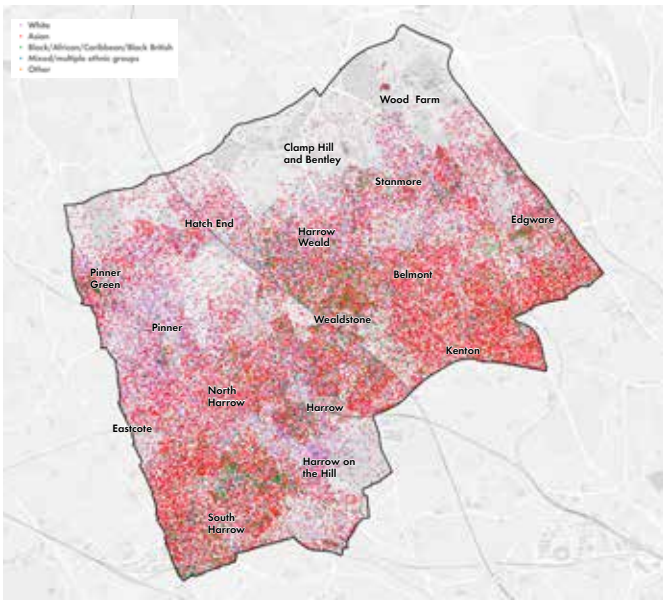 White
Asian
Black/African/Caribbean/Black British
Mixed/multiple ethnic groups
Other
Wood Farm
Clamp Hill
and Bentley
Stanmore
Hatch End
Edgware
Harrow
Weald
Pinner
Green
Belmont
Wealdstone
Pinner
Kenton
North
Harrow
Harrow
Eastcote
Harrow on
the Hill
South
Harrow